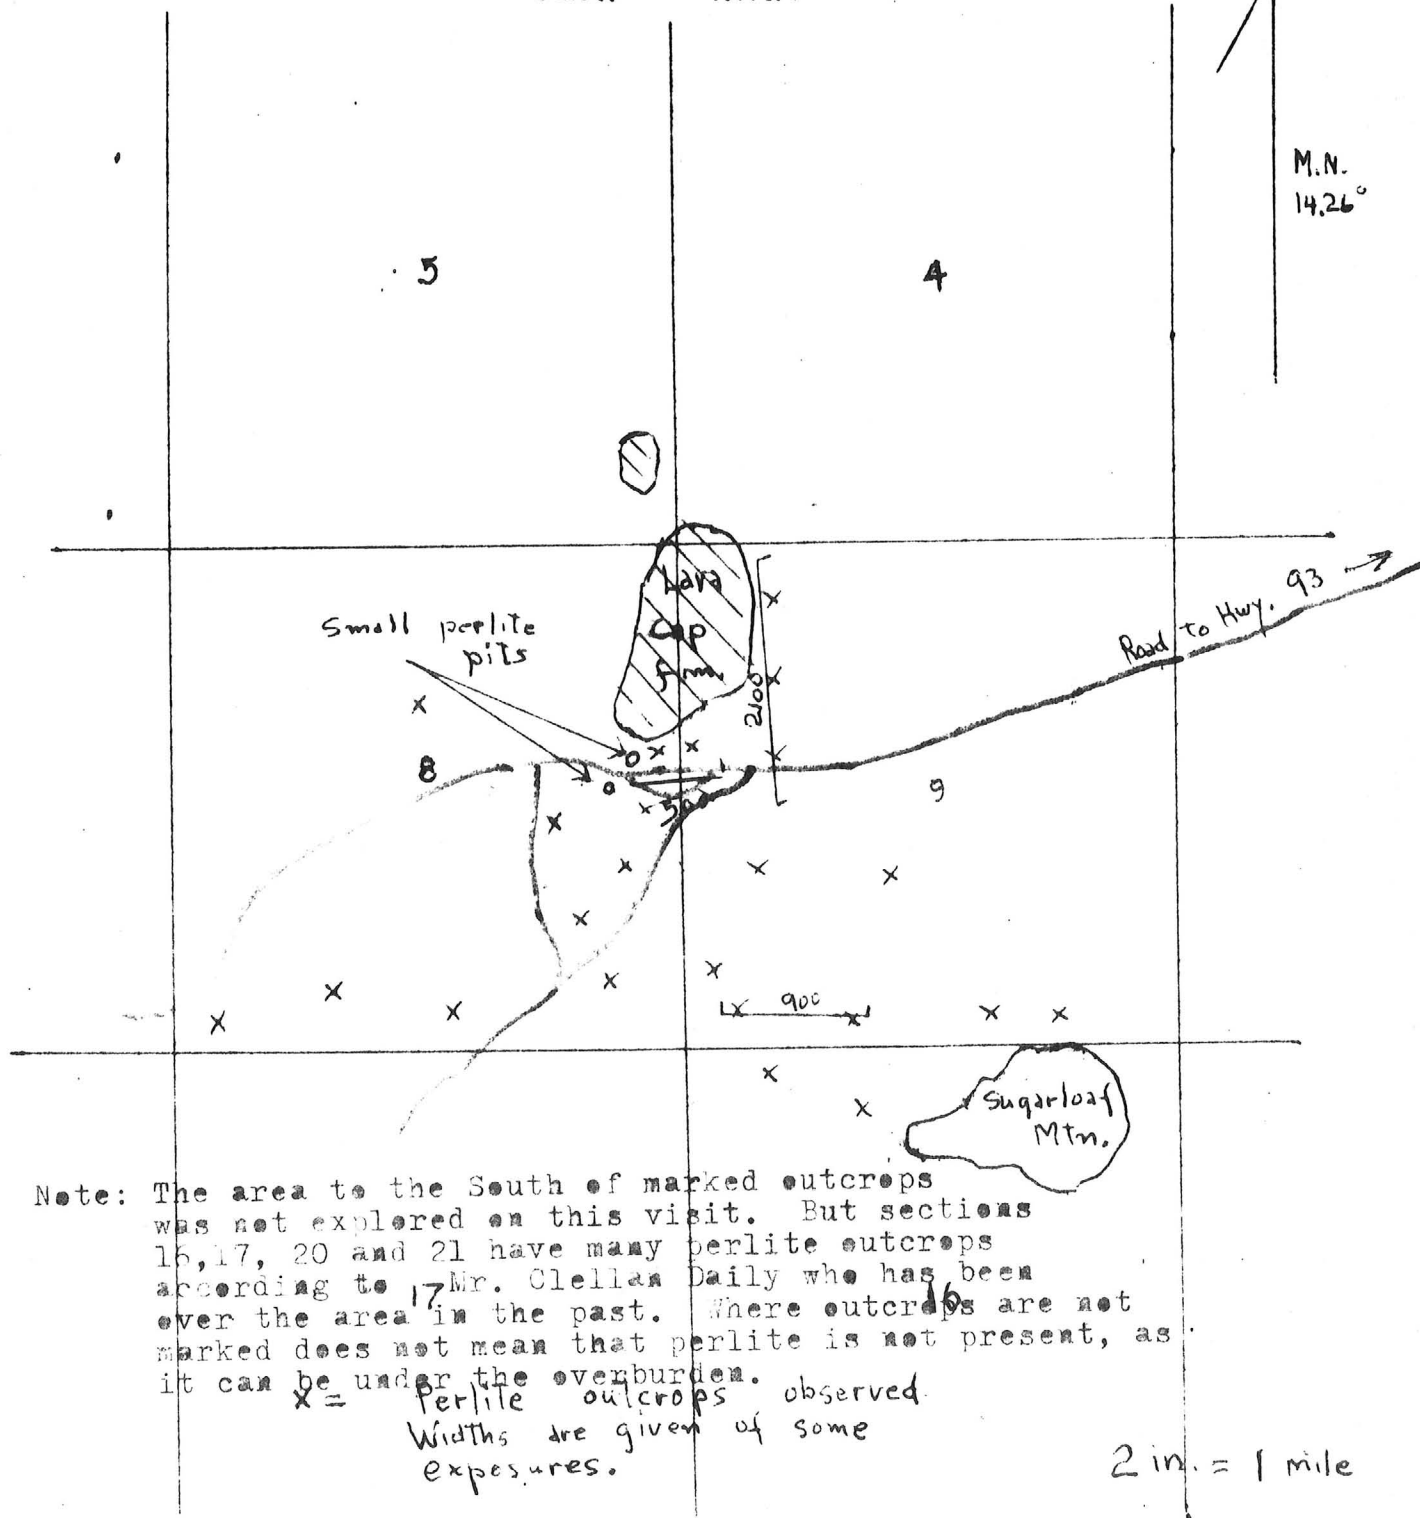 M.N.
14.26°
5
4
Lava
Cap
Small perlite
pits
2100
Road to Hwy. 93
8
9
500
900
Sugarloaf
Mtn.
Note: The area to the South of marked outcrops
was not explored on this visit. But sections
16,17, 20 and 21 have many perlite outcrops
according to Mr. Clellan Daily who has been
17
16
over the area in the past. Where outcrops are not
marked does not mean that perlite is not present, as
it can be under the overburden.
x = Perlite outcrops observed.
Widths are given of some
exposures.
2 in. = 1 mile